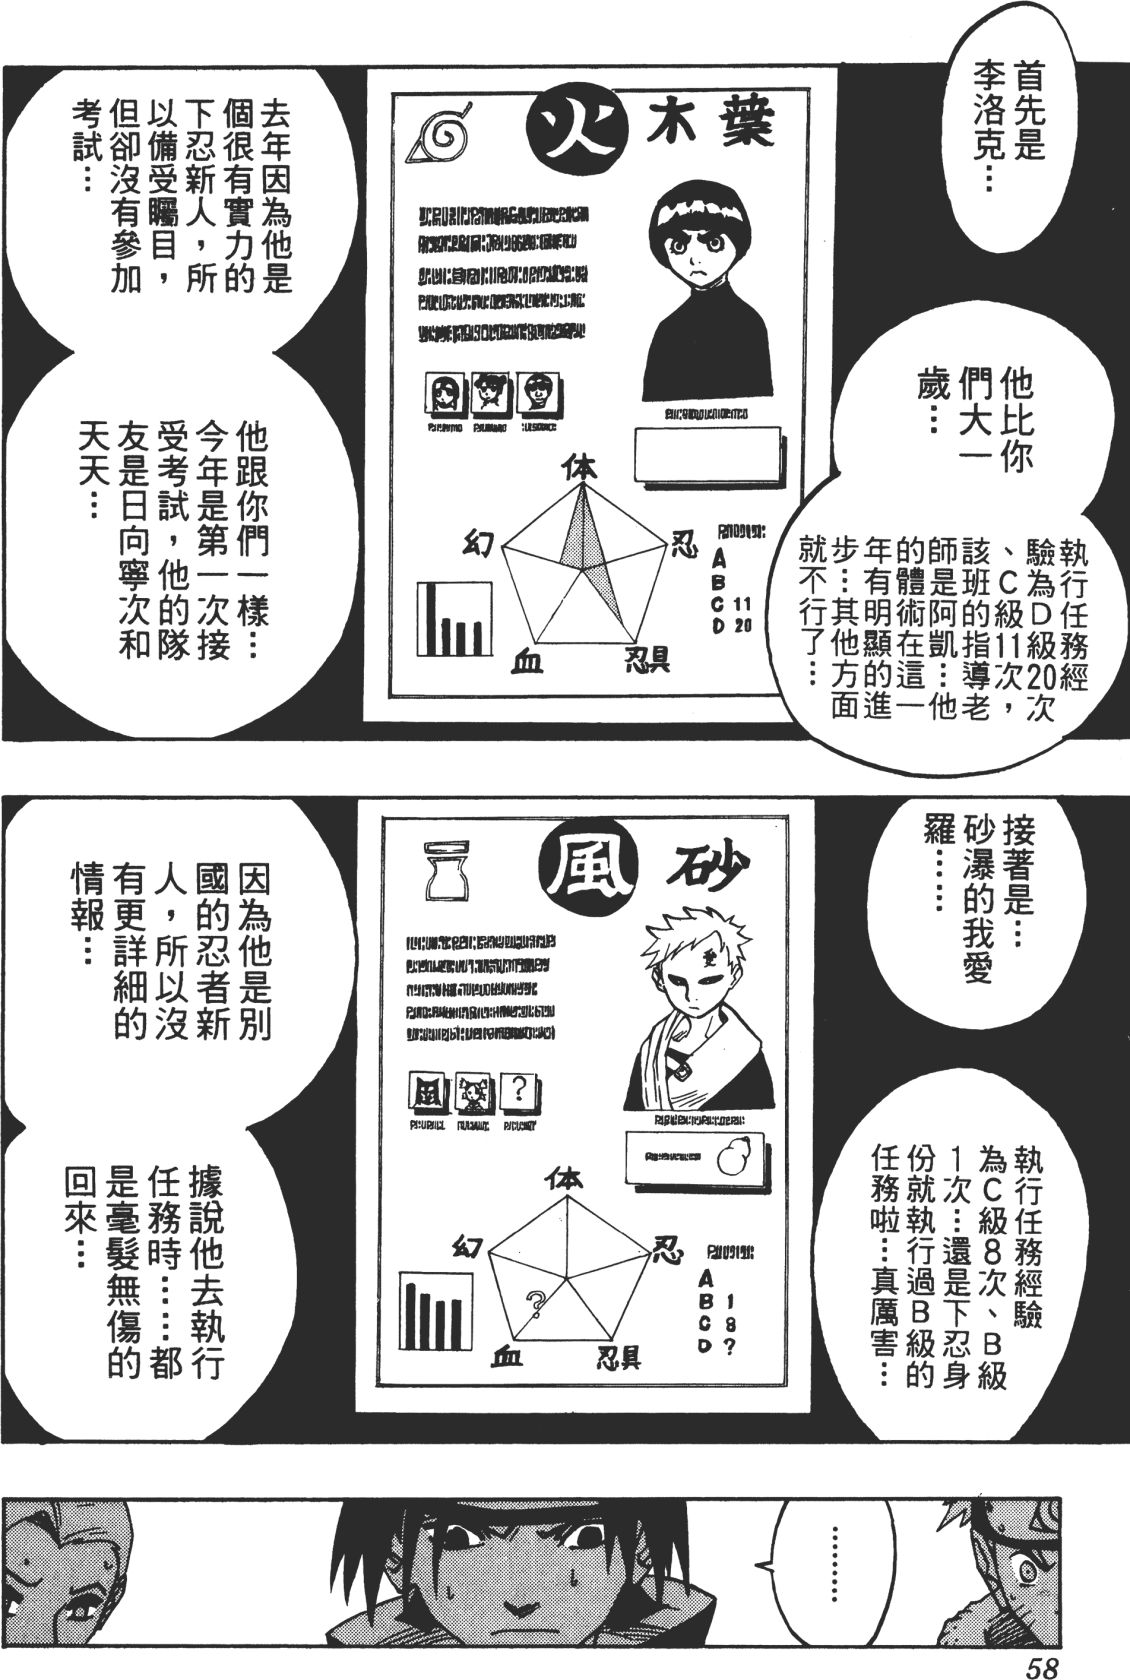 首先是
李洛克…
他比你
們大一
歲…
執行任務經
驗為D級20次
、C級11次，
該班的指導老
師是阿凱…他
的體術在這一
年有明顯的進
步…其他方面
就不行了…
木葉
火
体
忍
忍具
血
幻
A
B
C 11
D 20
去年因為他是
個很有實力的
下忍新人，所
以備受矚目，
但卻沒有參加
考試…
他跟你們一樣…
今年是第一次接
受考試，他的隊
友是日向寧次和
天天…
接著是…
砂瀑的我愛
羅……
執行任務經驗
為C級8次、B級
1次…還是下忍身
份就執行過B級的
任務啦…真厲害…
砂
風
愛
?
体
忍
忍具
血
幻
?
A
B 1
C 8
D ?
因為他是別
國的忍者新
人，所以沒
有更詳細的
情報…
據說他去執行
任務時……都
是毫髮無傷的
回來…
………
58